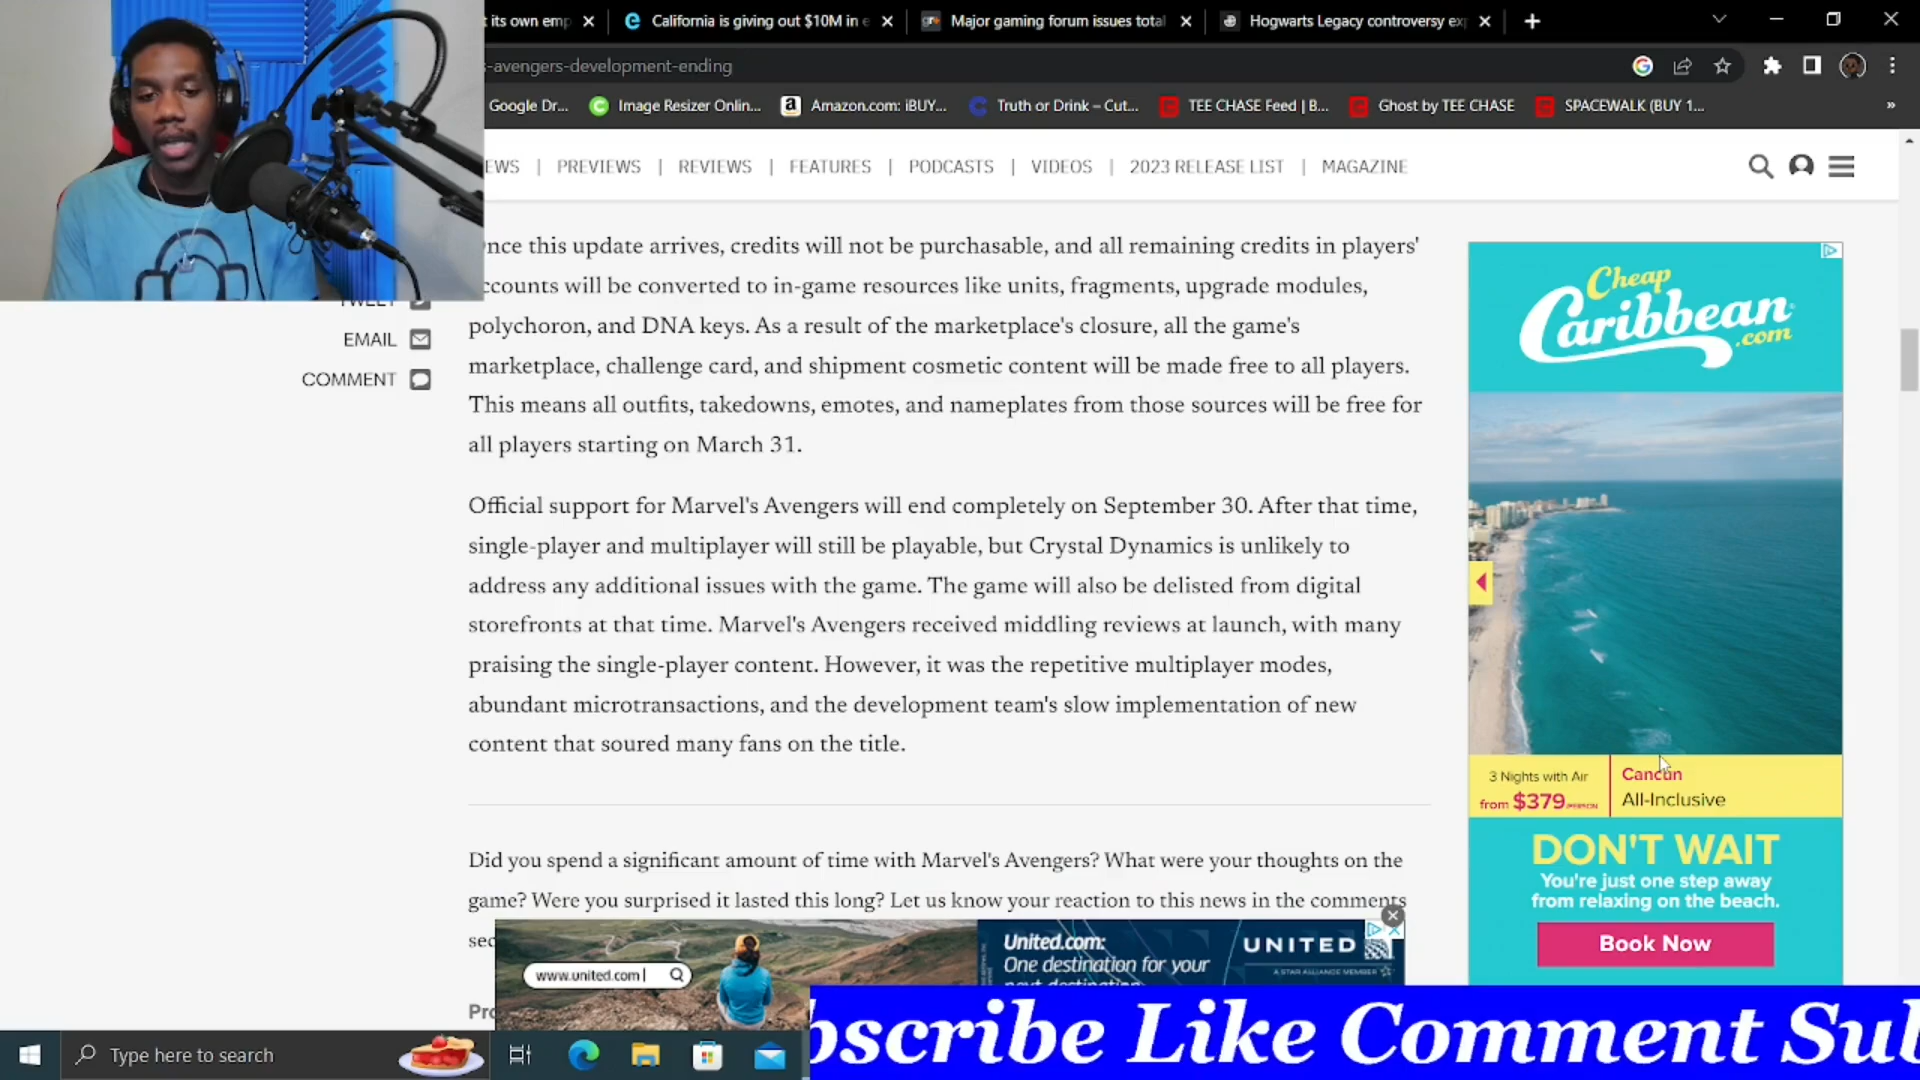 t its own emp
California is giving out $10M in e
Major gaming forum issues total
Hogwarts Legacy controversy exp
s-avengers-development-ending
Google Dr...
Image Resizer Onlin...
Amazon.com: iBUY...
Truth or Drink – Cut...
TEE CHASE Feed | B...
Ghost by TEE CHASE
SPACEWALK (BUY 1...
EWS | PREVIEWS | REVIEWS | FEATURES | PODCASTS | VIDEOS | 2023 RELEASE LIST | MAGAZINE
TWEET
EMAIL
COMMENT
nce this update arrives, credits will not be purchasable, and all remaining credits in players'
ccounts will be converted to in-game resources like units, fragments, upgrade modules,
polychoron, and DNA keys. As a result of the marketplace's closure, all the game's
marketplace, challenge card, and shipment cosmetic content will be made free to all players.
This means all outfits, takedowns, emotes, and nameplates from those sources will be free for
all players starting on March 31.
Official support for Marvel's Avengers will end completely on September 30. After that time,
single-player and multiplayer will still be playable, but Crystal Dynamics is unlikely to
address any additional issues with the game. The game will also be delisted from digital
storefronts at that time. Marvel's Avengers received middling reviews at launch, with many
praising the single-player content. However, it was the repetitive multiplayer modes,
abundant microtransactions, and the development team's slow implementation of new
content that soured many fans on the title.
Did you spend a significant amount of time with Marvel's Avengers? What were your thoughts on the
game? Were you surprised it lasted this long? Let us know your reaction to this news in the comments
sec
Pro
Cheap
Caribbean
.com
3 Nights with Air
from $379 /PERSON
Cancún
All-Inclusive
DON'T WAIT
You're just one step away
from relaxing on the beach.
Book Now
www.united.com
United.com:
One destination for your
next destination
UNITED
A STAR ALLIANCE MEMBER
Type here to search
bscribe Like Comment Sub